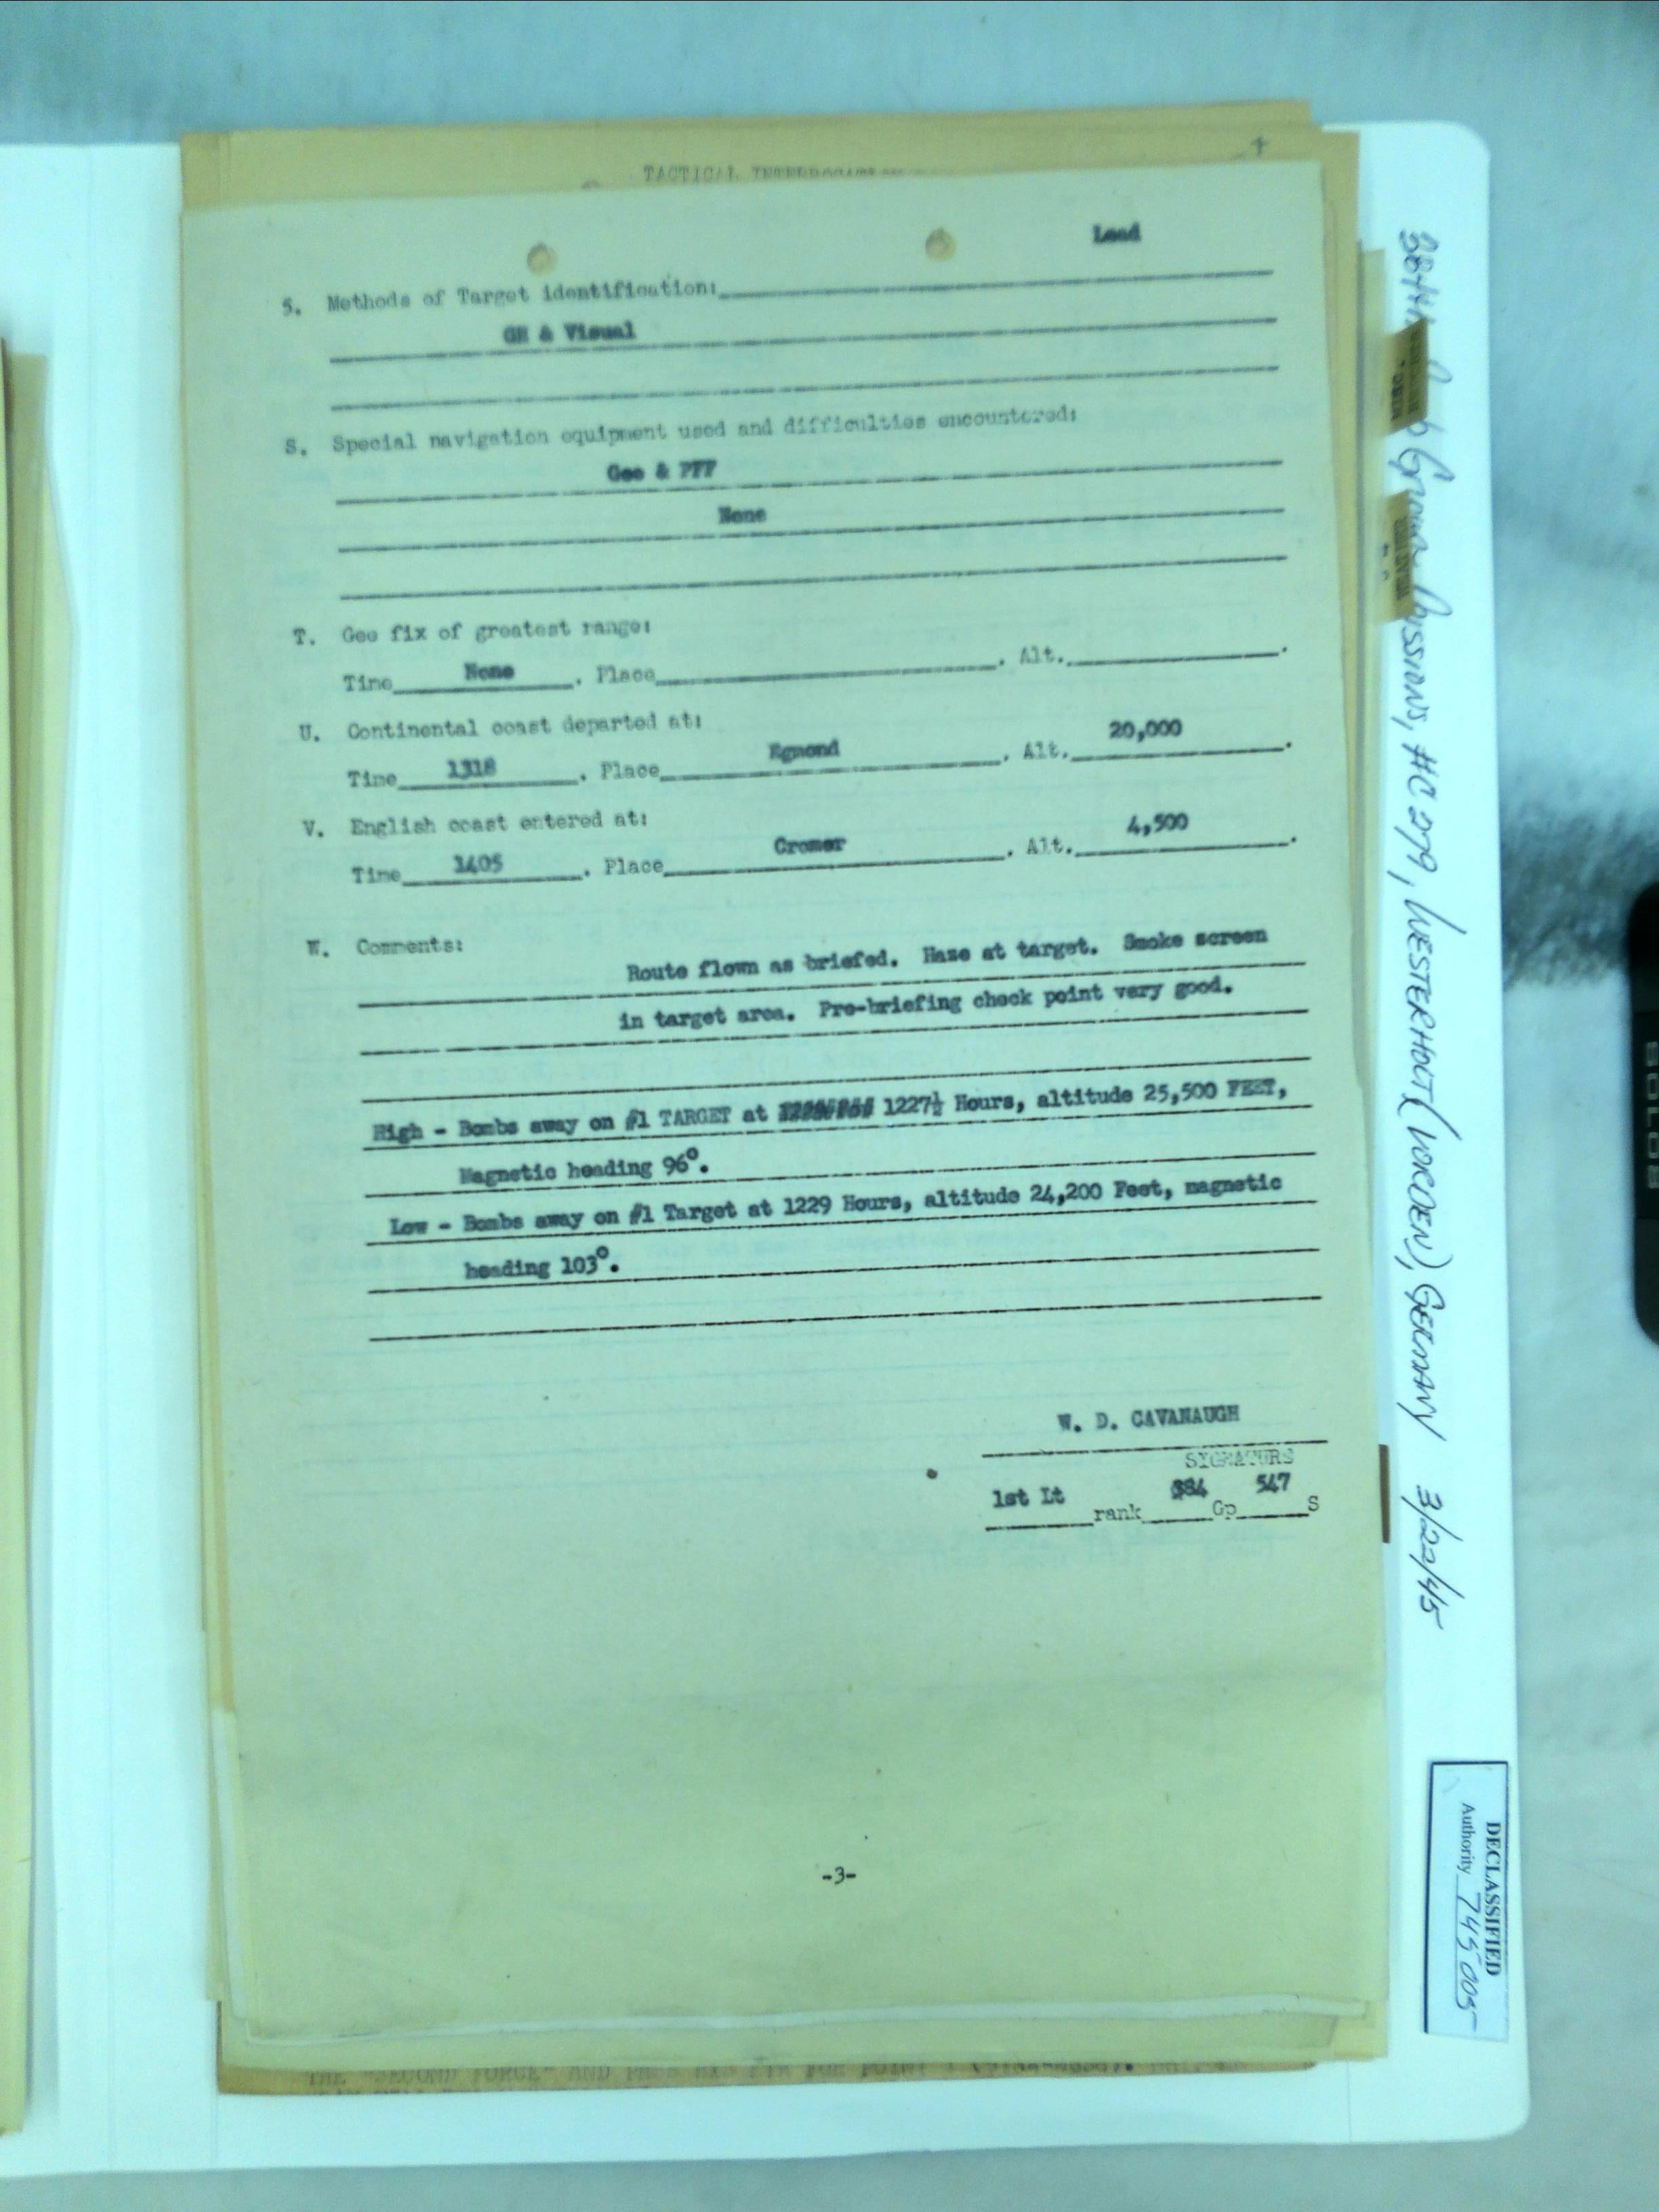 TACTICAL
Lead
5. Methods of Target identification:
GH & Visual
S. Special navigation equipment used and difficulties encountered:
Gee & PFF
None
T. Gee fix of greatest range:
Time None . Place . Alt. .
U. Continental coast departed at:
Time 1318 . Place Egmond . Alt. 20,000 .
V. English coast entered at:
Time 1405 . Place Cromer . Alt. 4,500 .
W. Comments:
Route flown as briefed. Haze at target. Smoke screen
in target area. Pre-briefing check point very good.
High - Bombs away on #1 TARGET at 1227½ Hours, altitude 25,500 FEET,
Magnetic heading 96°.
Low - Bombs away on #1 Target at 1229 Hours, altitude 24,200 Feet, magnetic
heading 103°.
W. D. CAVANAUGH
SIGNATURE
1st Lt rank 384 Gp 547 S
-3-
THE "SECOND FORCE" AND
384th Group Missions, #C 279, WESTERHOLT (VORDEN), GERMANY 3/22/45
DECLASSIFIED
Authority 745005